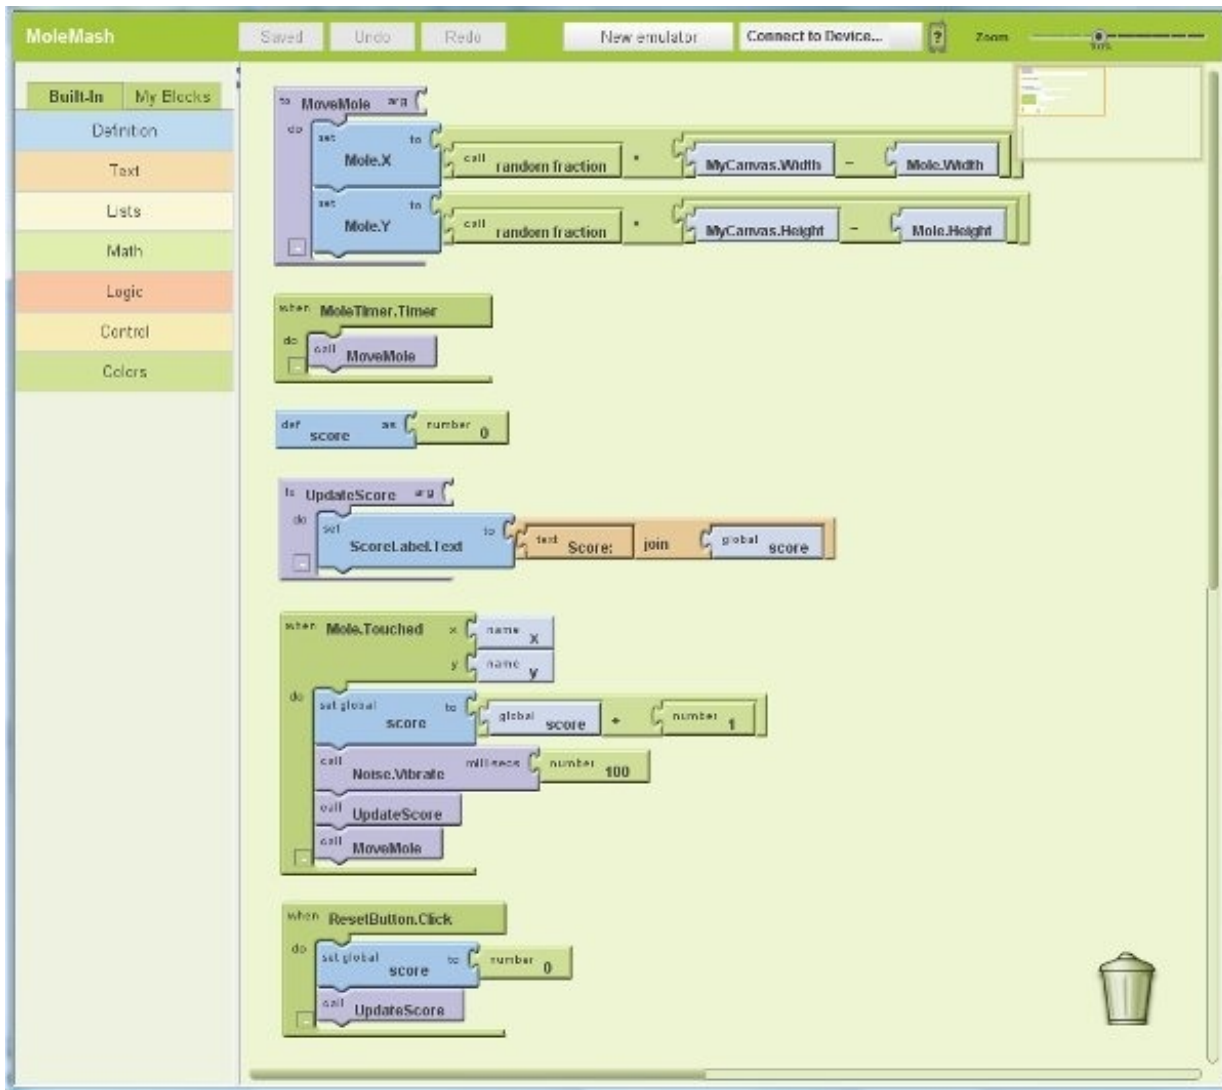 MoleMash Saved Undo Redo New emulator Connect to Device... ? Zoom
90%
Built-In My Blocks
Definition
Text
Lists
Math
Logic
Control
Colors
to MoveMole arg
do set Mole.X to call random fraction * MyCanvas.Width - Mole.Width
set Mole.Y to call random fraction * MyCanvas.Height - Mole.Height
when MoleTimer.Timer
do call MoveMole
def score as number 0
to UpdateScore arg
do set ScoreLabel.Text to text Score: join global score
when Mole.Touched x name x
y name y
do set global score to global score + number 1
call Noise.Vibrate millisecs number 100
call UpdateScore
call MoveMole
when ResetButton.Click
do set global score to number 0
call UpdateScore